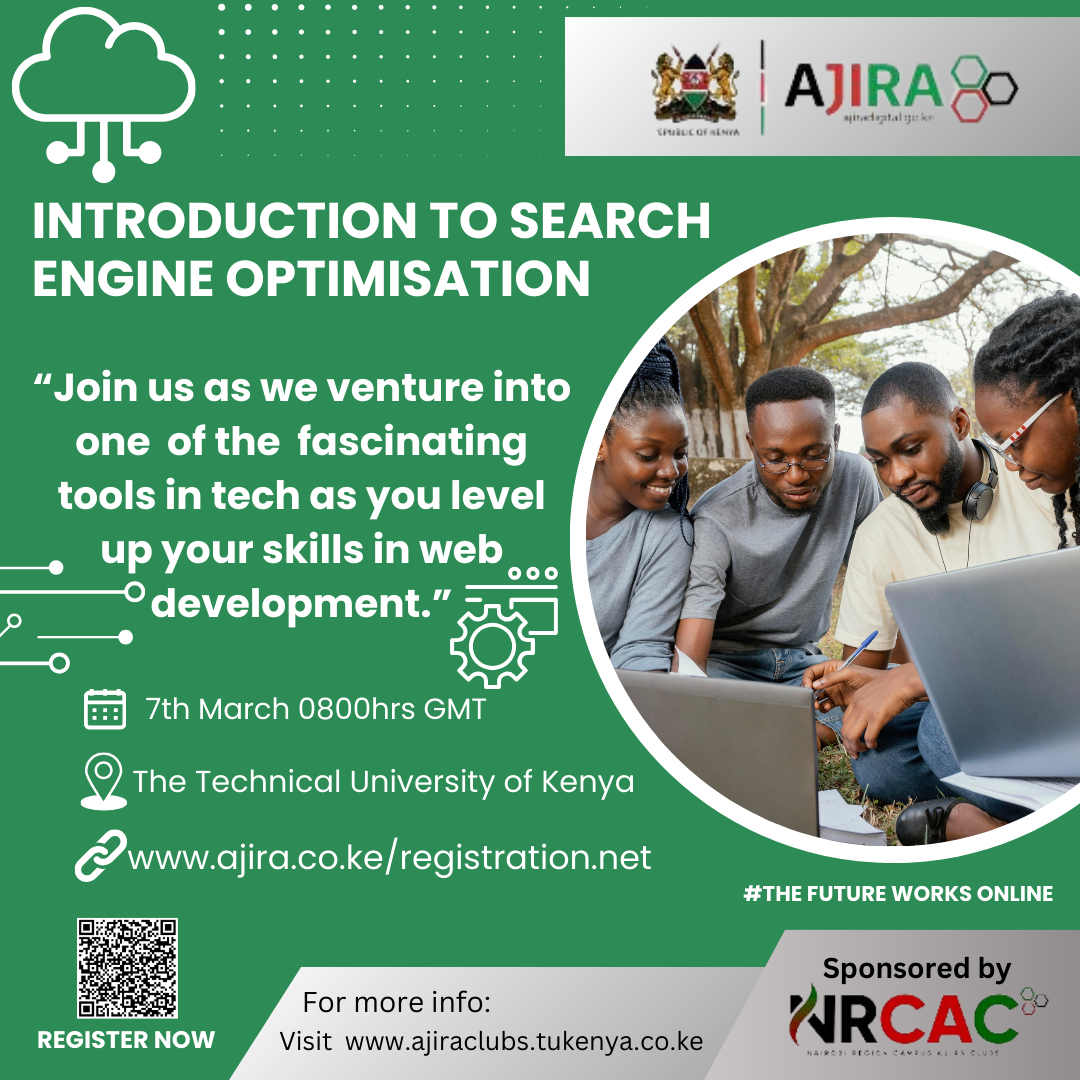 REPUBLIC OF KENYA
AJIRA
ajiradigital.go.ke
INTRODUCTION TO SEARCH
ENGINE OPTIMISATION
“Join us as we venture into
one of the fascinating
tools in tech as you level
up your skills in web
development.”
7th March 0800hrs GMT
The Technical University of Kenya
www.ajira.co.ke/registration.net
#THE FUTURE WORKS ONLINE
REGISTER NOW
For more info:
Visit www.ajiraclubs.tukenya.co.ke
Sponsored by
NRCAC
NAIROBI REGION CAMPUS AJIRA CLUBS